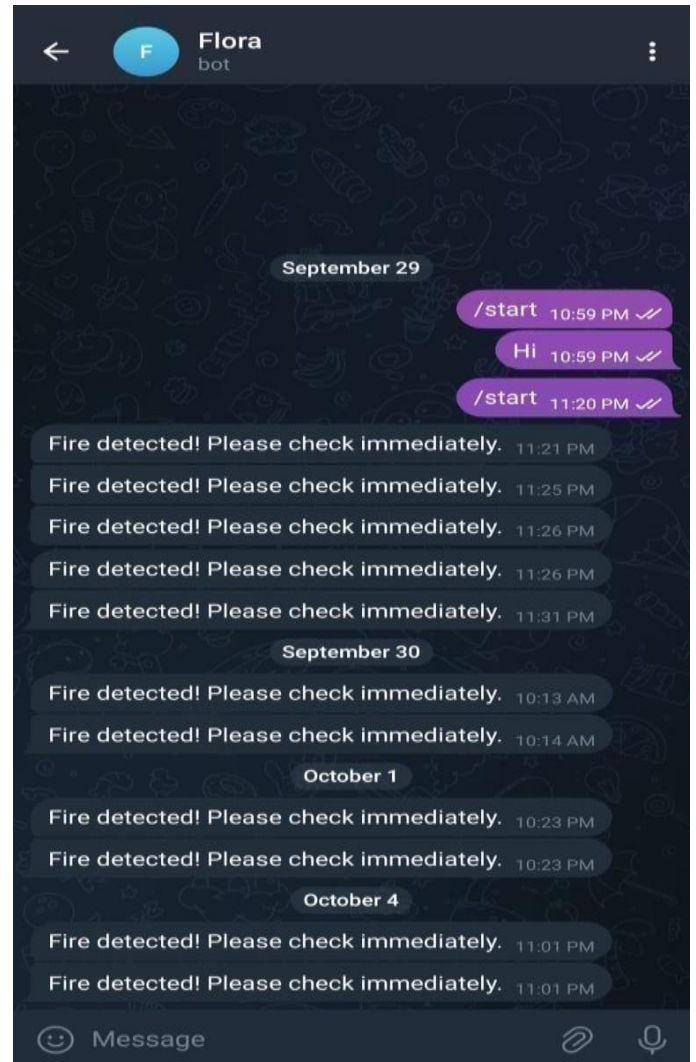 Flora
bot
September 29
/start 10:59 PM
Hi 10:59 PM
/start 11:20 PM
Fire detected! Please check immediately. 11:21 PM
Fire detected! Please check immediately. 11:25 PM
Fire detected! Please check immediately. 11:26 PM
Fire detected! Please check immediately. 11:26 PM
Fire detected! Please check immediately. 11:31 PM
September 30
Fire detected! Please check immediately. 10:13 AM
Fire detected! Please check immediately. 10:14 AM
October 1
Fire detected! Please check immediately. 10:23 PM
Fire detected! Please check immediately. 10:23 PM
October 4
Fire detected! Please check immediately. 11:01 PM
Fire detected! Please check immediately. 11:01 PM
Message